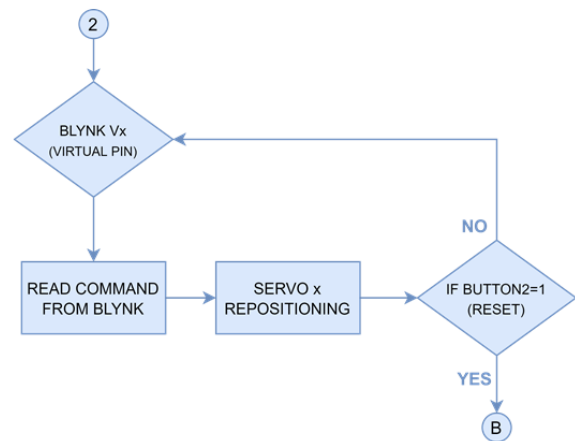 2
BLYNK Vx
(VIRTUAL PIN)
NO
READ COMMAND
FROM BLYNK
SERVO x
REPOSITIONING
IF BUTTON2=1
(RESET)
YES
B